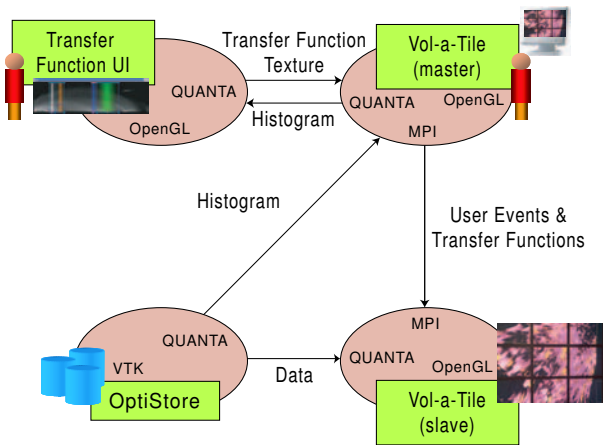 Transfer
Function UI
QUANTA
OpenGL
Transfer Function
Texture
Histogram
Vol-a-Tile
(master)
QUANTA
OpenGL
MPI
Histogram
User Events &
Transfer Functions
QUANTA
VTK
OptiStore
Data
MPI
QUANTA
OpenGL
Vol-a-Tile
(slave)